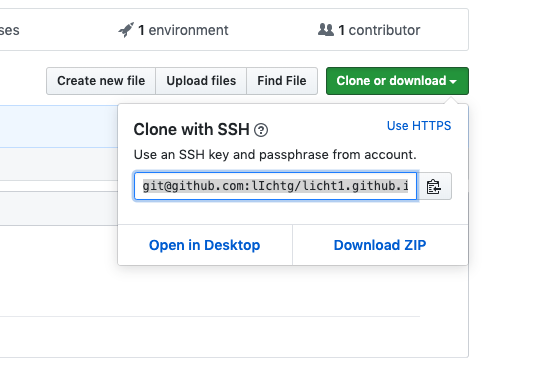 ses
1 environment
1 contributor
Create new file
Upload files
Find File
Clone or download
Clone with SSH
Use HTTPS
Use an SSH key and passphrase from account.
git@github.com:lIchtg/licht1.github.i
Open in Desktop
Download ZIP